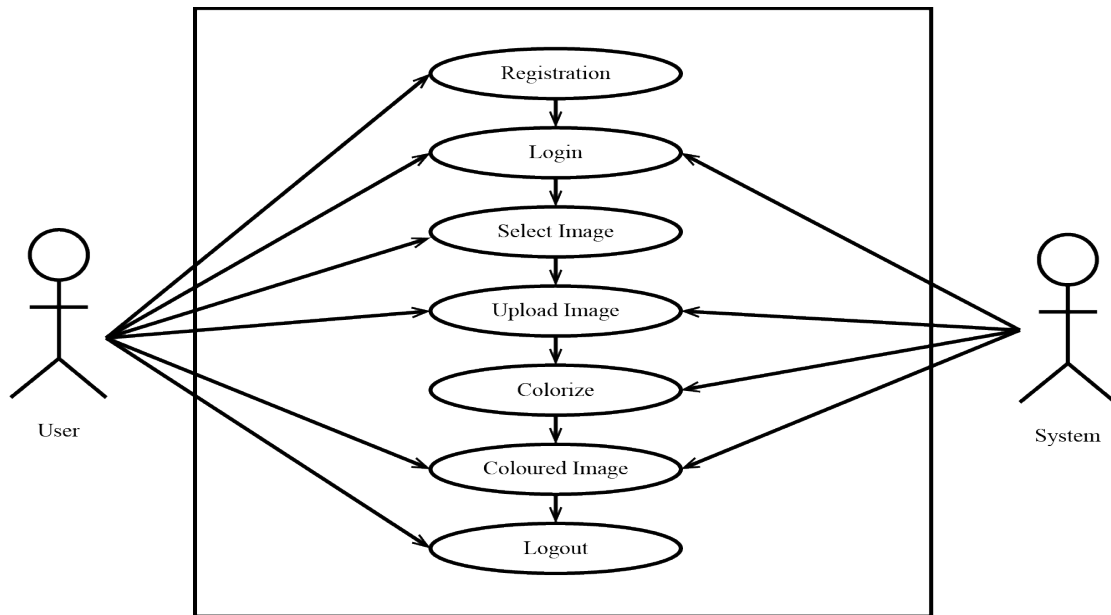 Registration
Login
Select Image
Upload Image
Colorize
Coloured Image
Logout
User
System